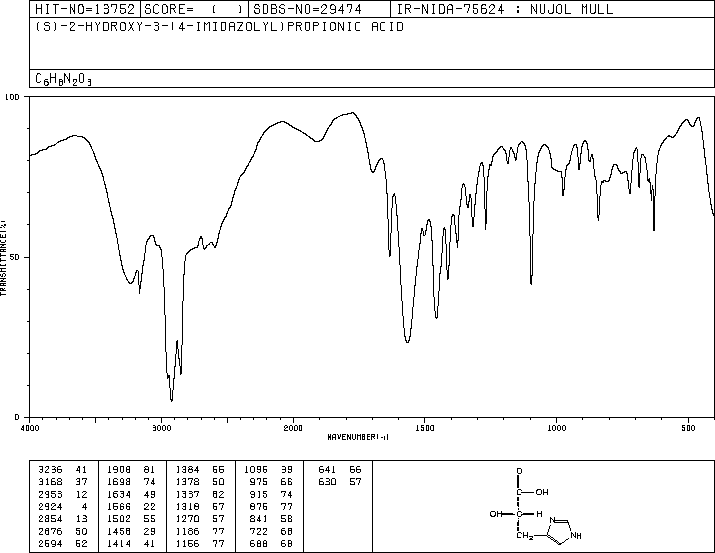 HIT-NO=13752 SCORE= ( ) SDBS-NO=29474 IR-NIDA-75624 : NUJOL MULL
(S)-2-HYDROXY-3-(4-IMIDAZOLYL)PROPIONIC ACID
C6H8N2O3
100
50
0
TRANSMITTANCE(%)
4000 3000 2000 1500 1000 500
WAVENUMBER(-1)
3236 41 1908 81 1384 66 1096 39 641 66
3168 37 1698 74 1378 50 975 66 630 57
2953 12 1634 49 1337 62 915 74
2924 4 1566 22 1318 57 876 77
2854 13 1502 55 1270 57 841 58
2676 50 1458 29 1186 77 722 68
2594 52 1414 41 1156 77 688 68
O
C OH
OH C H
CH2
N
NH